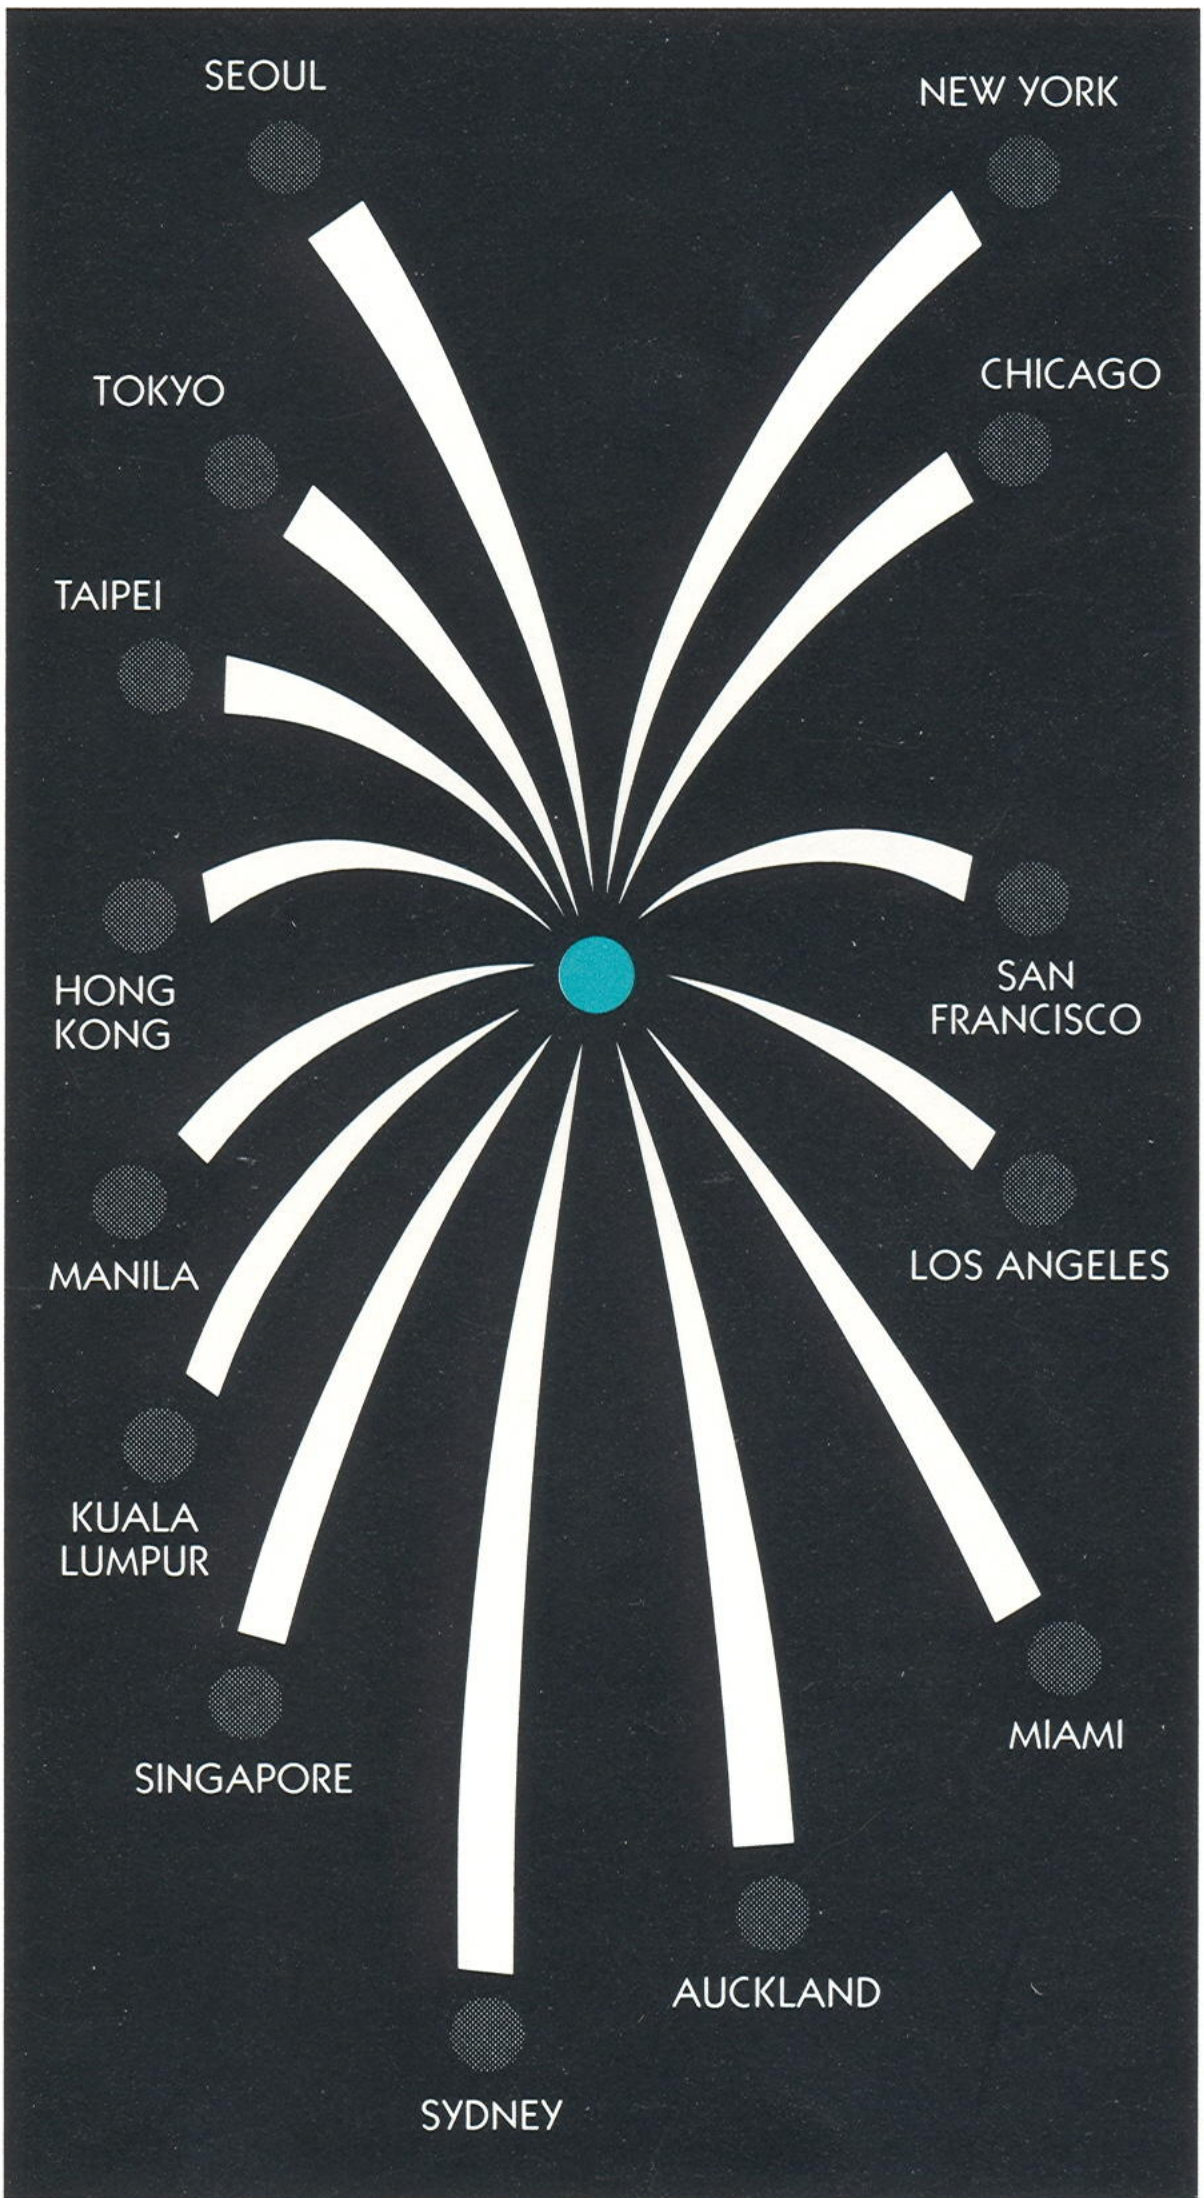 SEOUL
NEW YORK
CHICAGO
TOKYO
TAIPEI
HONG
KONG
SAN
FRANCISCO
MANILA
LOS ANGELES
KUALA
LUMPUR
MIAMI
SINGAPORE
AUCKLAND
SYDNEY